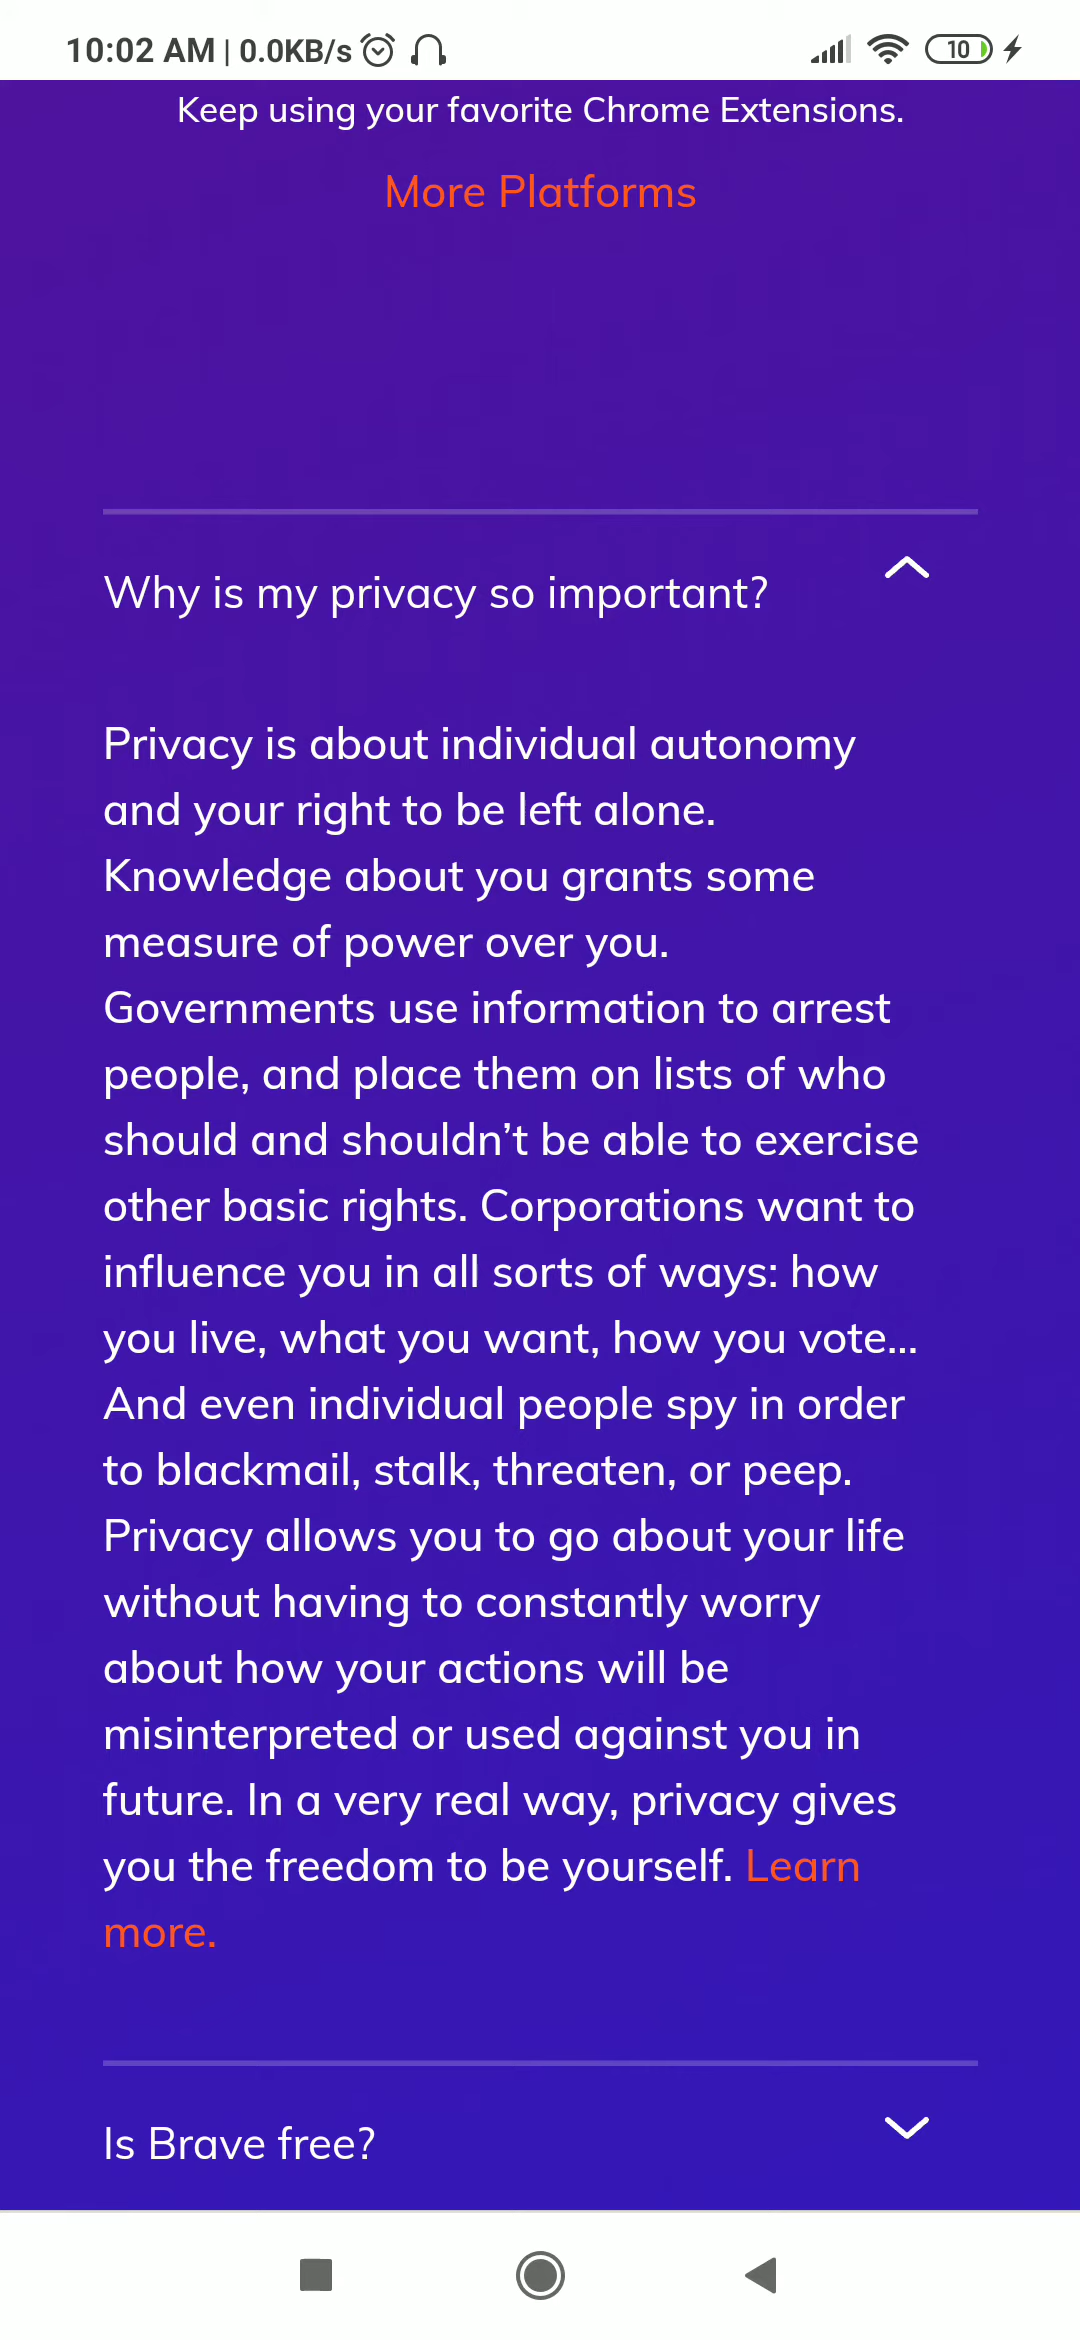 10:02 AM | 0.0KB/s
10
Keep using your favorite Chrome Extensions.
More Platforms
Why is my privacy so important?
Privacy is about individual autonomy
and your right to be left alone.
Knowledge about you grants some
measure of power over you.
Governments use information to arrest
people, and place them on lists of who
should and shouldn’t be able to exercise
other basic rights. Corporations want to
influence you in all sorts of ways: how
you live, what you want, how you vote...
And even individual people spy in order
to blackmail, stalk, threaten, or peep.
Privacy allows you to go about your life
without having to constantly worry
about how your actions will be
misinterpreted or used against you in
future. In a very real way, privacy gives
you the freedom to be yourself. Learn
more.
Is Brave free?